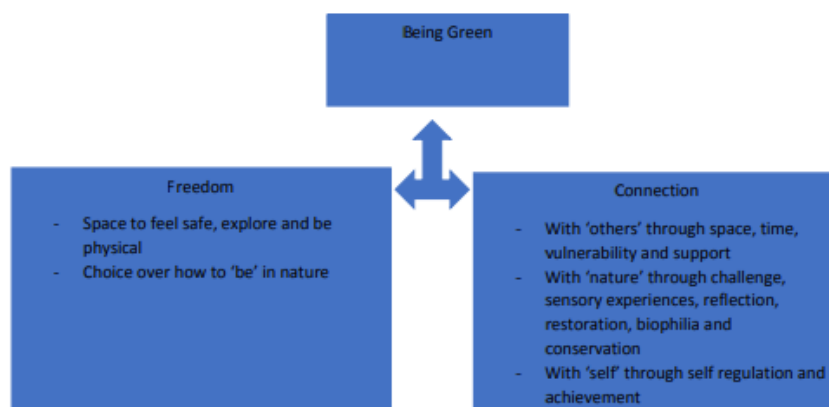 Being Green
Freedom
- Space to feel safe, explore and be
physical
- Choice over how to ‘be’ in nature
Connection
- With ‘others’ through space, time,
vulnerability and support
- With ‘nature’ through challenge,
sensory experiences, reflection,
restoration, biophilia and
conservation
- With ‘self’ through self regulation and
achievement